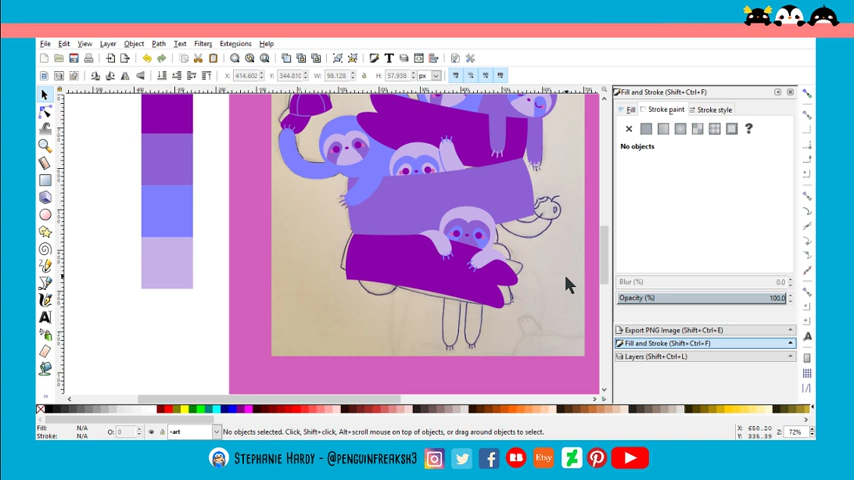 File Edit View Layer Object Path Text Filters Extensions Help
X: 414.602 Y: 344.810 W: 98.128 H: 57.938 px
Fill and Stroke (Shift+Ctrl+F)
Fill Stroke paint Stroke style
No objects
Blur (%) 0.0
Opacity (%) 100.0
Export PNG Image (Shift+Ctrl+E)
Fill and Stroke (Shift+Ctrl+F)
Layers (Shift+Ctrl+L)
Fill: N/A
Stroke: N/A
O: 0
-art
No objects selected. Click, Shift+click, Alt+scroll mouse on top of objects, or drag around objects to select.
X: 658.20
Y: 335.39
Z: 72%
Stephanie Hardy - @penguinfreaksh3
Etsy